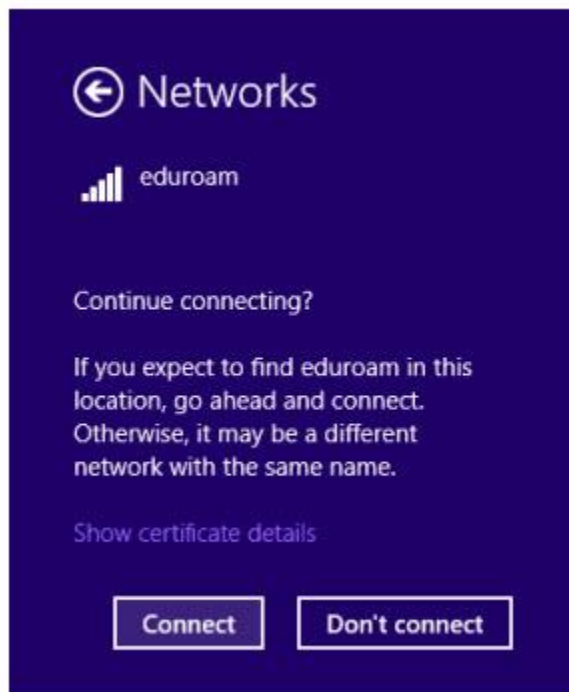 Networks
eduroam
Continue connecting?
If you expect to find eduroam in this
location, go ahead and connect.
Otherwise, it may be a different
network with the same name.
Show certificate details
Connect Don't connect